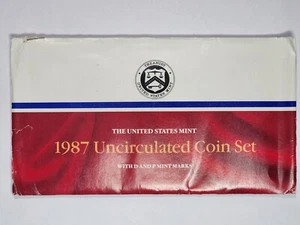 THE UNITED STATES MINT
1987 Uncirculated Coin Set
WITH D AND P MINT MARKS